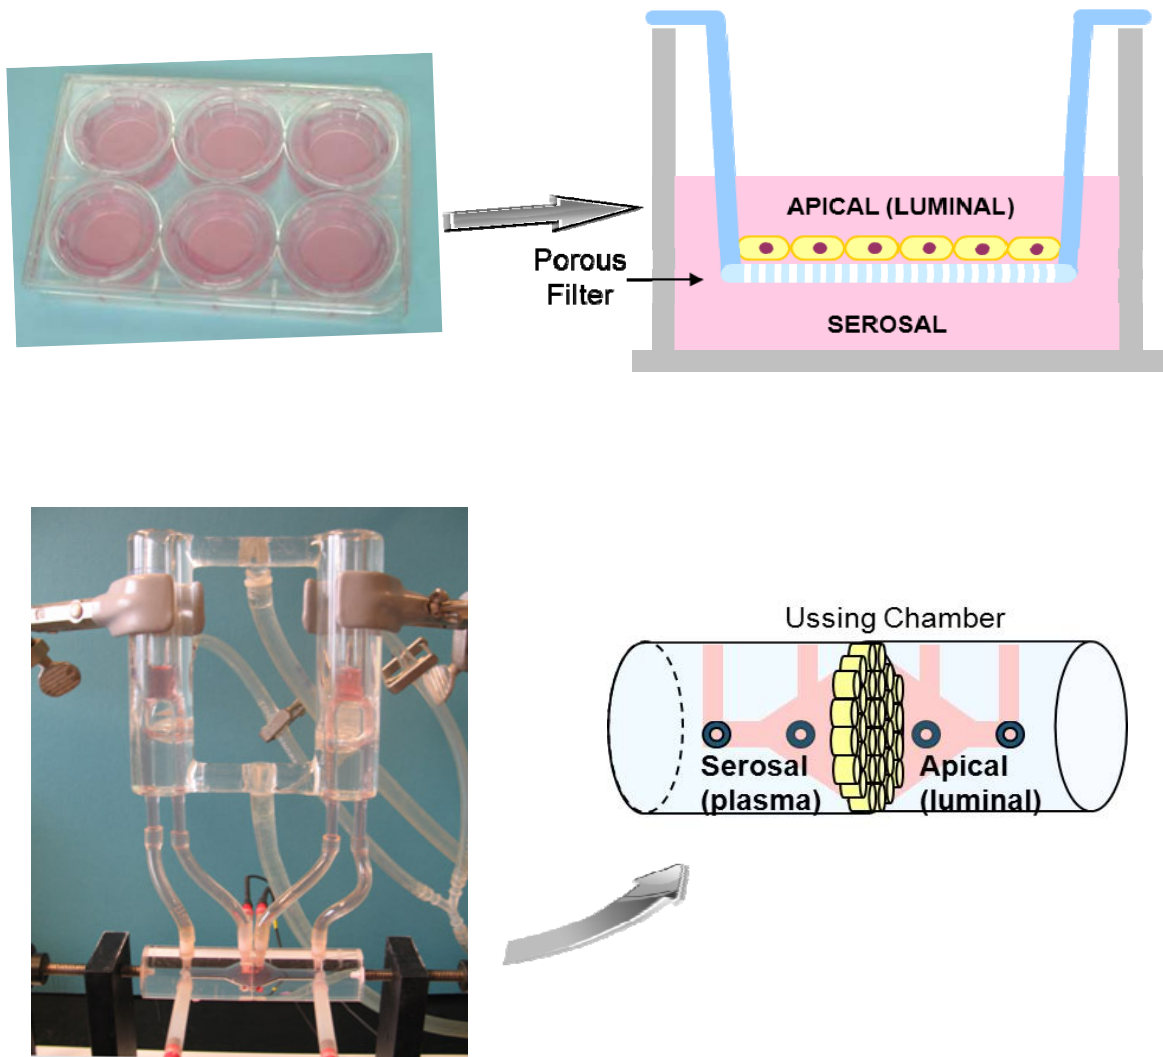 APICAL (LUMINAL)
Porous
Filter
SEROSAL
Ussing Chamber
Serosal
(plasma)
Apical
(luminal)